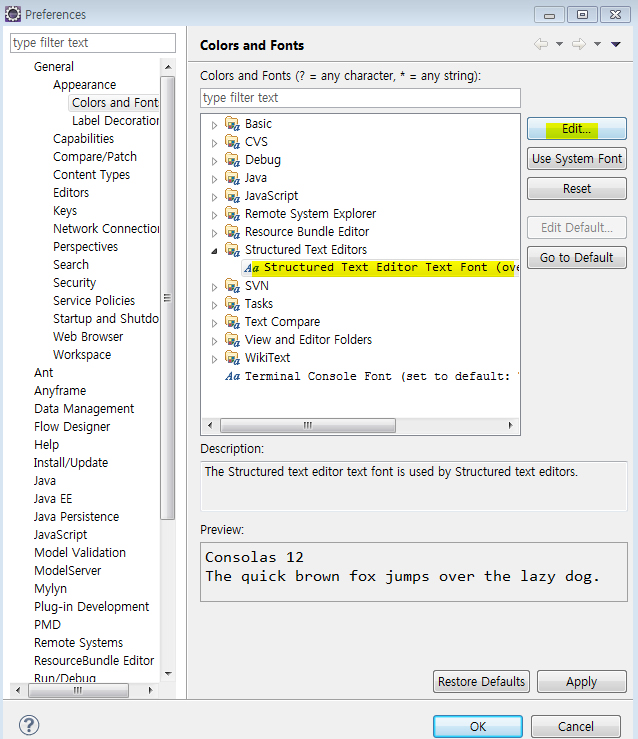 Preferences
type filter text
General
Appearance
Colors and Font
Label Decoration
Capabilities
Compare/Patch
Content Types
Editors
Keys
Network Connection
Perspectives
Search
Security
Service Policies
Startup and Shutdo
Web Browser
Workspace
Ant
Anyframe
Data Management
Flow Designer
Help
Install/Update
Java
Java EE
Java Persistence
JavaScript
Model Validation
ModelServer
Mylyn
Plug-in Development
PMD
Remote Systems
ResourceBundle Editor
Run/Debug
Colors and Fonts
Colors and Fonts (? = any character, * = any string):
type filter text
Basic
CVS
Debug
Java
JavaScript
Remote System Explorer
Resource Bundle Editor
Structured Text Editors
Aa Structured Text Editor Text Font (ove
SVN
Tasks
Text Compare
View and Editor Folders
WikiText
Aa Terminal Console Font (set to default: "
Edit...
Use System Font
Reset
Edit Default...
Go to Default
Description:
The Structured text editor text font is used by Structured text editors.
Preview:
Consolas 12
The quick brown fox jumps over the lazy dog.
Restore Defaults
Apply
?
OK
Cancel